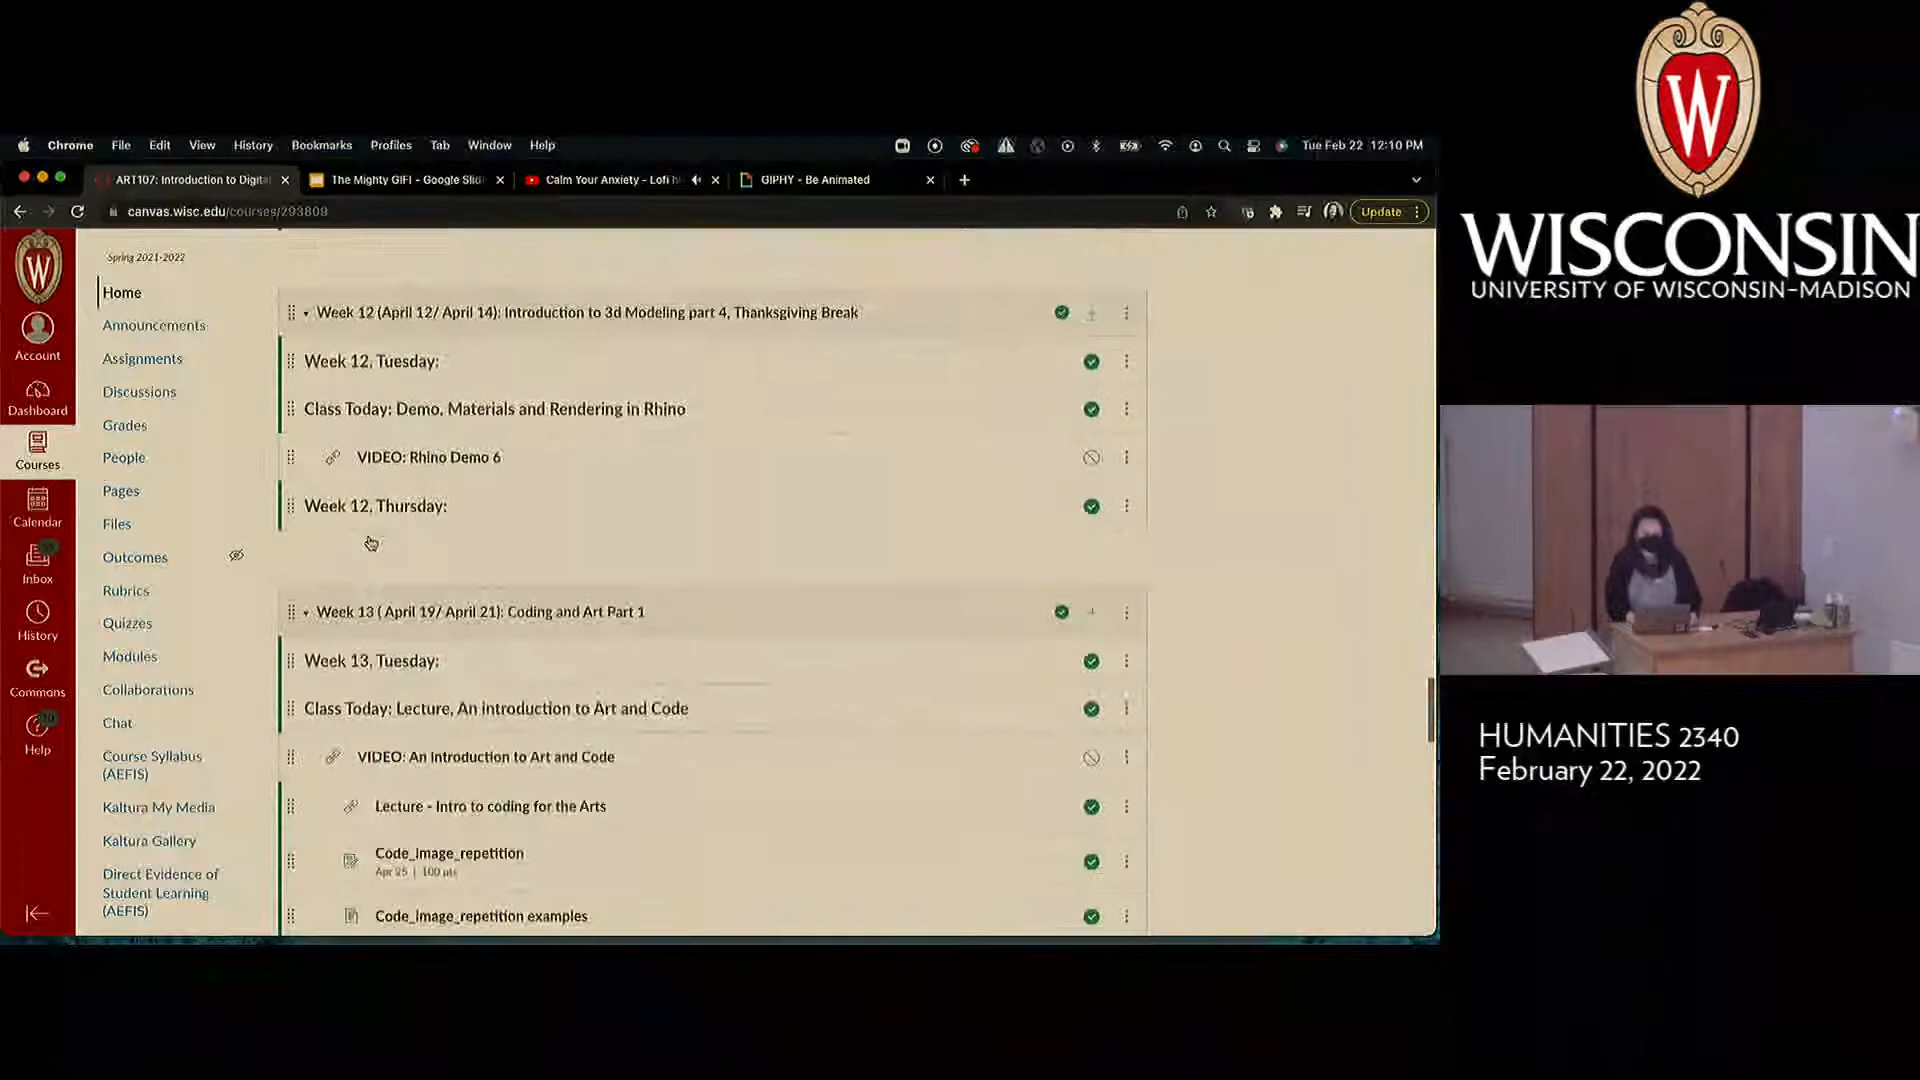 Chrome File Edit View History Bookmarks Profiles Tab Window Help Tue Feb 22 12:10 PM
ART107: Introduction to Digita The Mighty GIF! - Google Slid Calm Your Anxiety - Lofi h GIPHY - Be Animated
canvas.wisc.edu/courses/293809 Update
Spring 2021-2022
Account
Dashboard
Courses
Calendar
Inbox
History
Commons
Help
Home
Announcements
Assignments
Discussions
Grades
People
Pages
Files
Outcomes
Rubrics
Quizzes
Modules
Collaborations
Chat
Course Syllabus
(AEFIS)
Kaltura My Media
Kaltura Gallery
Direct Evidence of
Student Learning
(AEFIS)
Week 12 (April 12/ April 14): Introduction to 3d Modeling part 4, Thanksgiving Break
Week 12, Tuesday:
Class Today: Demo, Materials and Rendering in Rhino
VIDEO: Rhino Demo 6
Week 12, Thursday:
Week 13 ( April 19/ April 21): Coding and Art Part 1
Week 13, Tuesday:
Class Today: Lecture, An introduction to Art and Code
VIDEO: An introduction to Art and Code
Lecture - Intro to coding for the Arts
Code_image_repetition
Apr 25 | 100 pts
Code_image_repetition examples
W
WISCONSIN
UNIVERSITY OF WISCONSIN–MADISON
HUMANITIES 2340
February 22, 2022